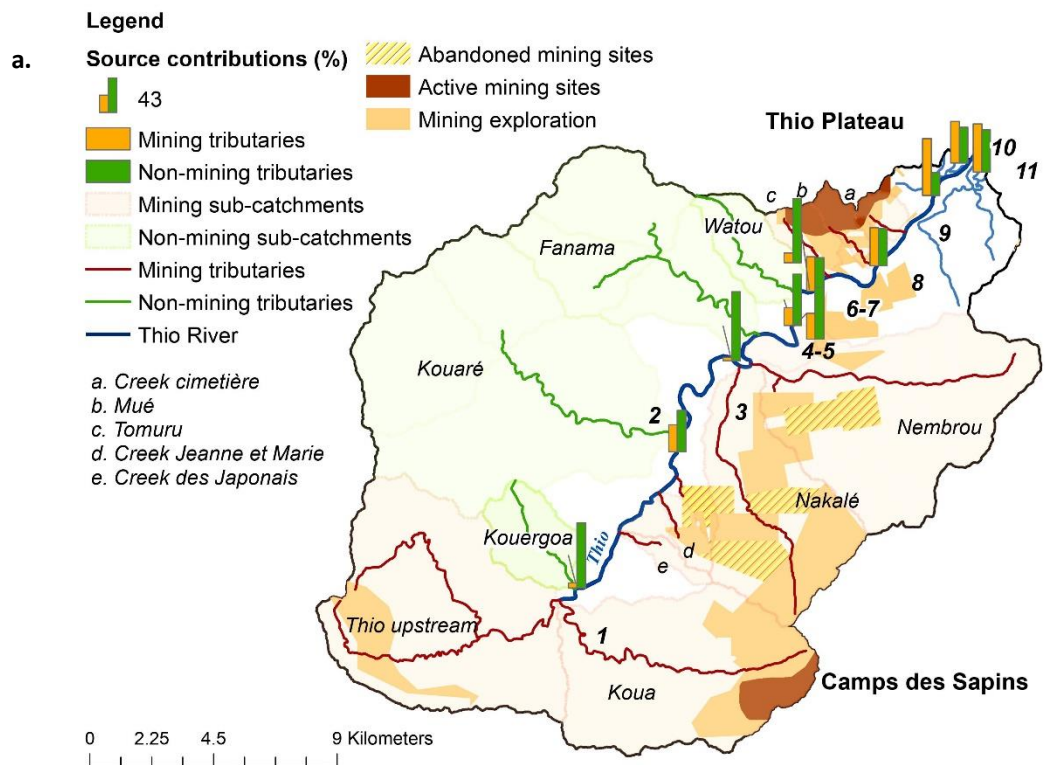 Legend
a.
Source contributions (%)
43
Mining tributaries
Non-mining tributaries
Mining sub-catchments
Non-mining sub-catchments
Mining tributaries
Non-mining tributaries
Thio River
Abandoned mining sites
Active mining sites
Mining exploration
a. Creek cimetière
b. Mué
c. Tomuru
d. Creek Jeanne et Marie
e. Creek des Japonais
Thio Plateau
10
11
c
b
a
Watou
Fanama
9
8
6-7
4-5
Kouaré
2
3
Nembrou
Nakalé
Kouergoa
Thio
d
e
Thio upstream
1
Koua
Camps des Sapins
0 2.25 4.5 9 Kilometers